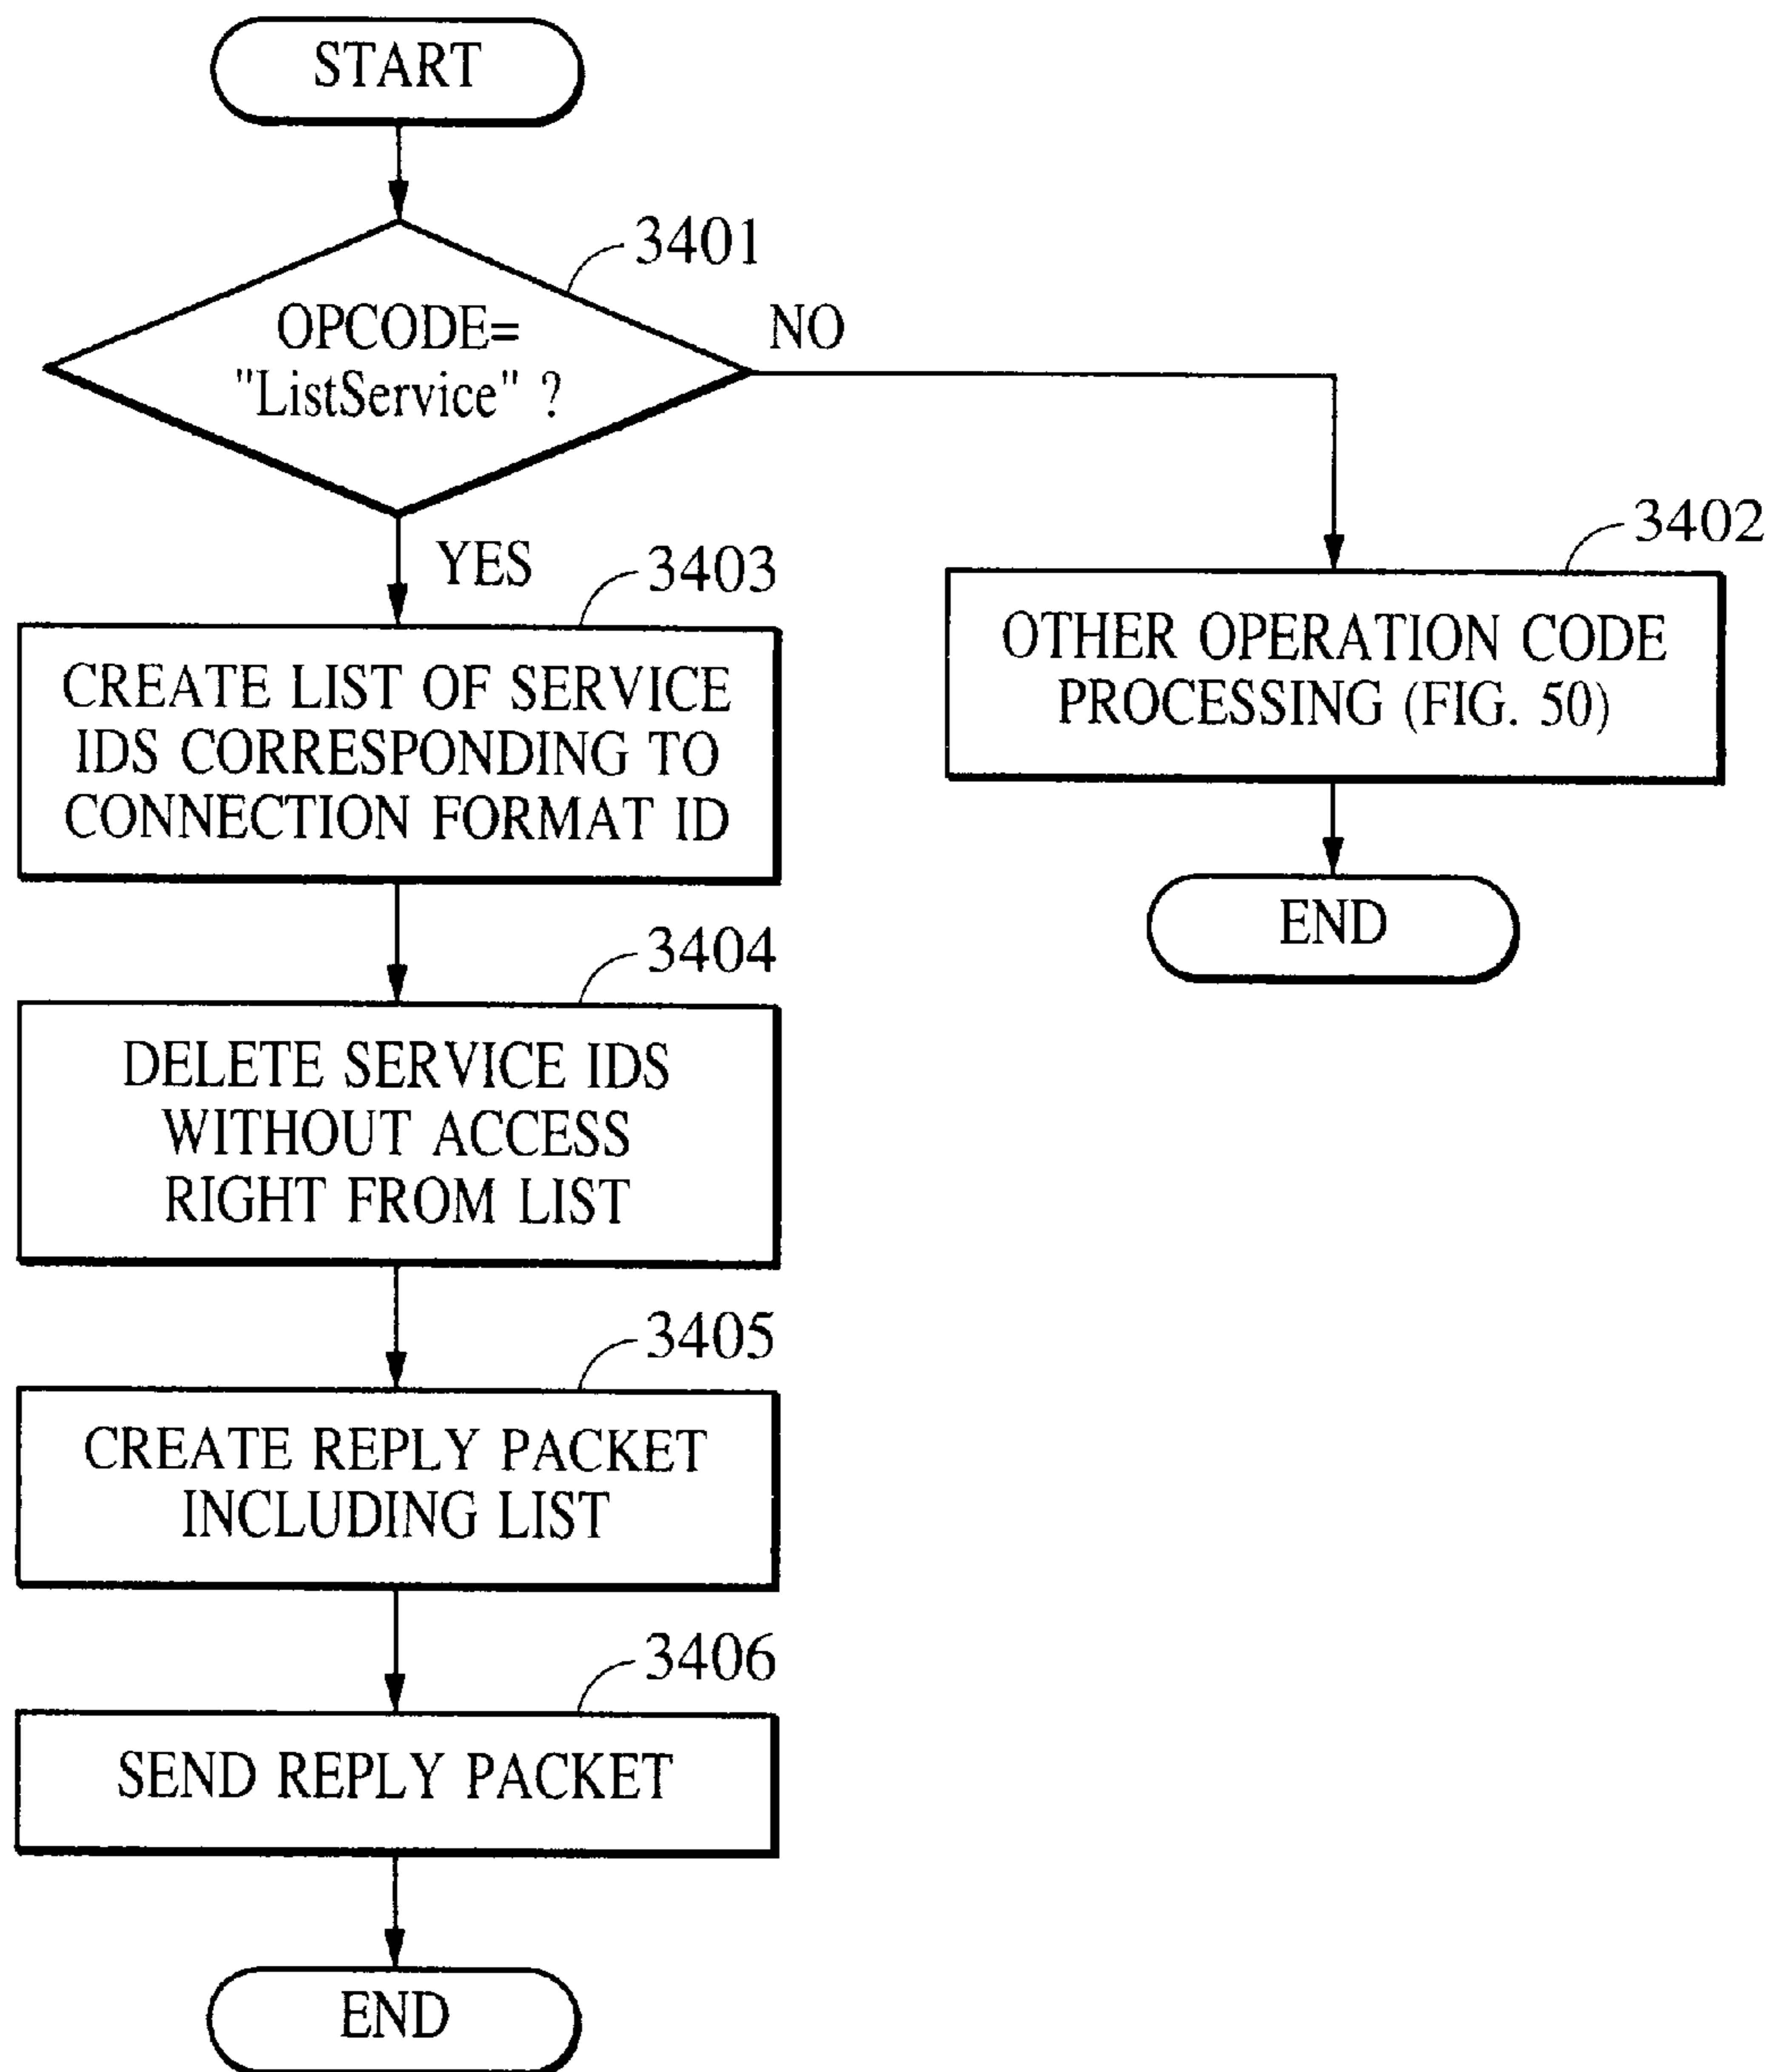 START
3401
OPCODE=
"ListService" ?
NO
YES
3402
OTHER OPERATION CODE
PROCESSING (FIG. 50)
END
3403
CREATE LIST OF SERVICE
IDS CORRESPONDING TO
CONNECTION FORMAT ID
3404
DELETE SERVICE IDS
WITHOUT ACCESS
RIGHT FROM LIST
3405
CREATE REPLY PACKET
INCLUDING LIST
3406
SEND REPLY PACKET
END